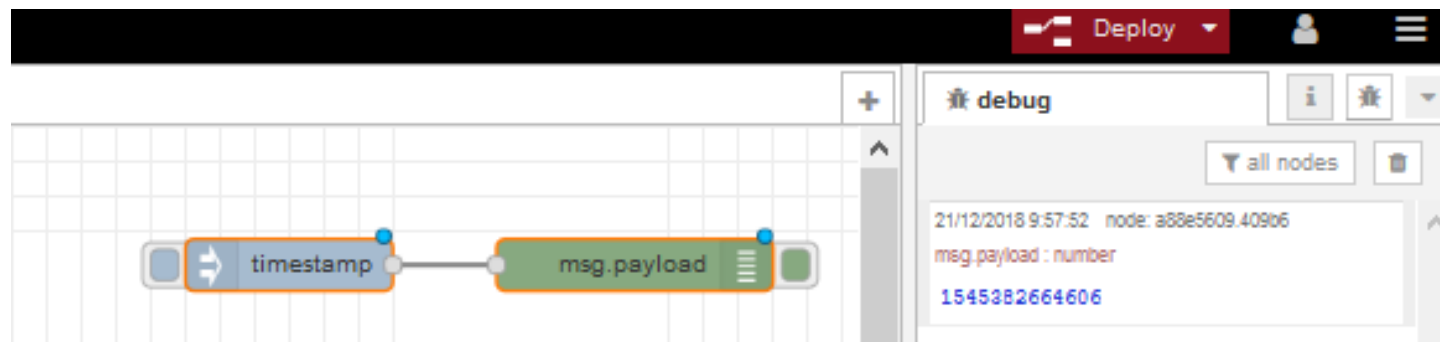 Deploy
debug
i
all nodes
timestamp
msg.payload
21/12/2018 9:57:52 node: a88e5609.409b6
msg.payload : number
1545382664606